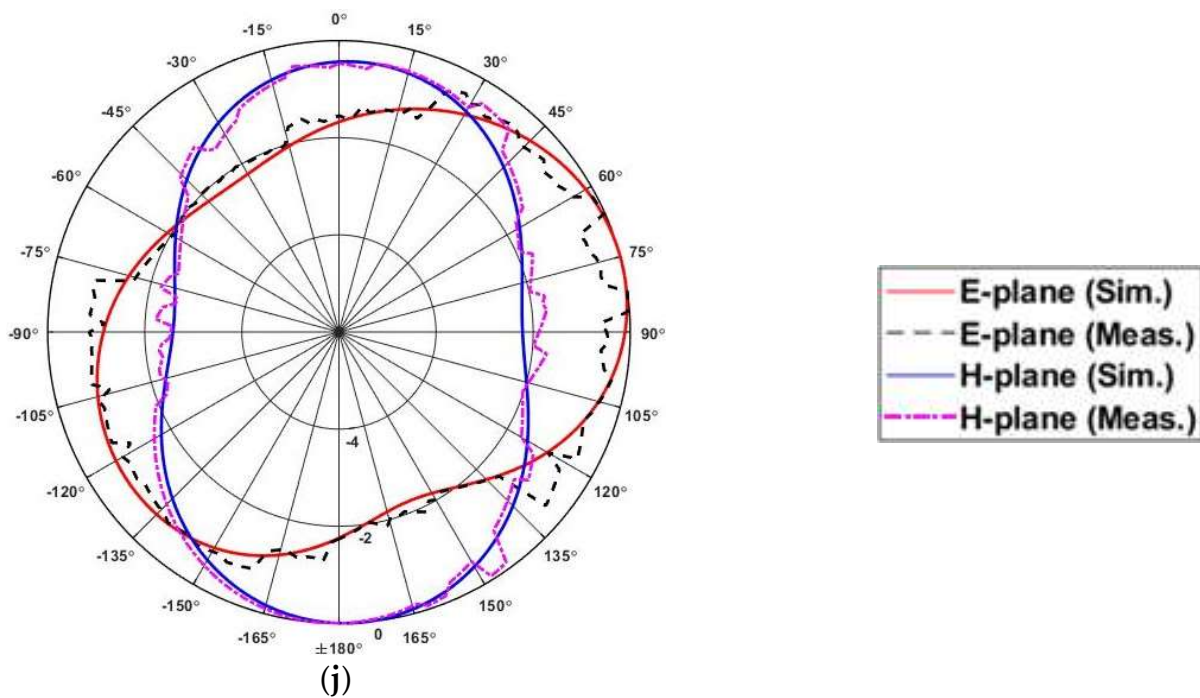 0°
-15° 15°
-30° 30°
-45° 45°
-60° 60°
-75° 75°
-90° 90°
-4
-105° 105°
-120° 120°
-2
-135° 135°
-150° 150°
-165° 0 165°
±180°
(j)
E-plane (Sim.)
E-plane (Meas.)
H-plane (Sim.)
H-plane (Meas.)